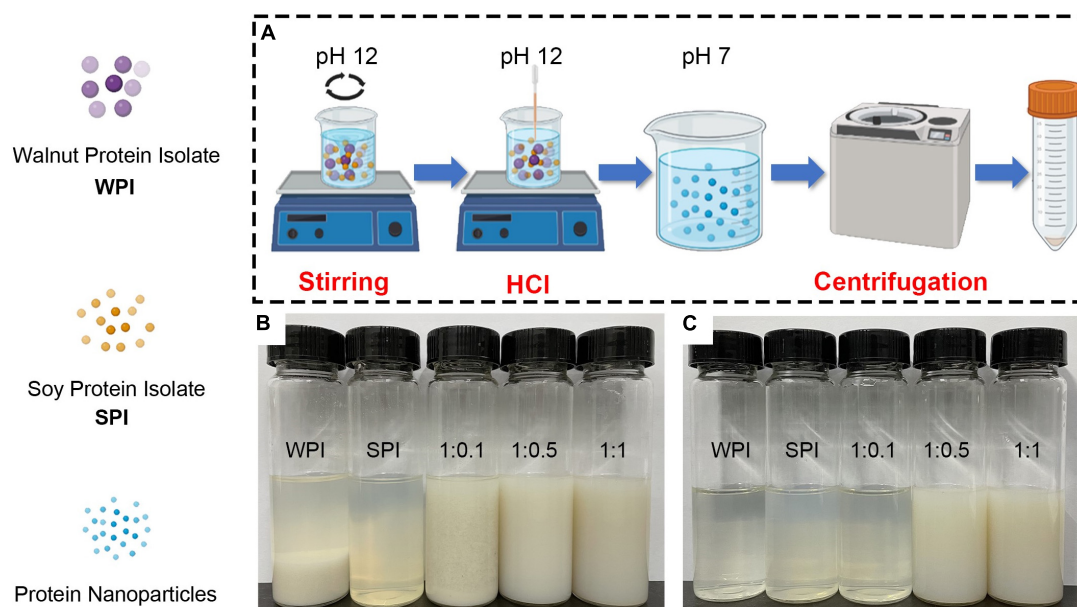 Walnut Protein Isolate
WPI
Soy Protein Isolate
SPI
Protein Nanoparticles
A
pH 12
pH 12
pH 7
Stirring
HCl
Centrifugation
B
WPI
SPI
1:0.1
1:0.5
1:1
C
WPI
SPI
1:0.1
1:0.5
1:1